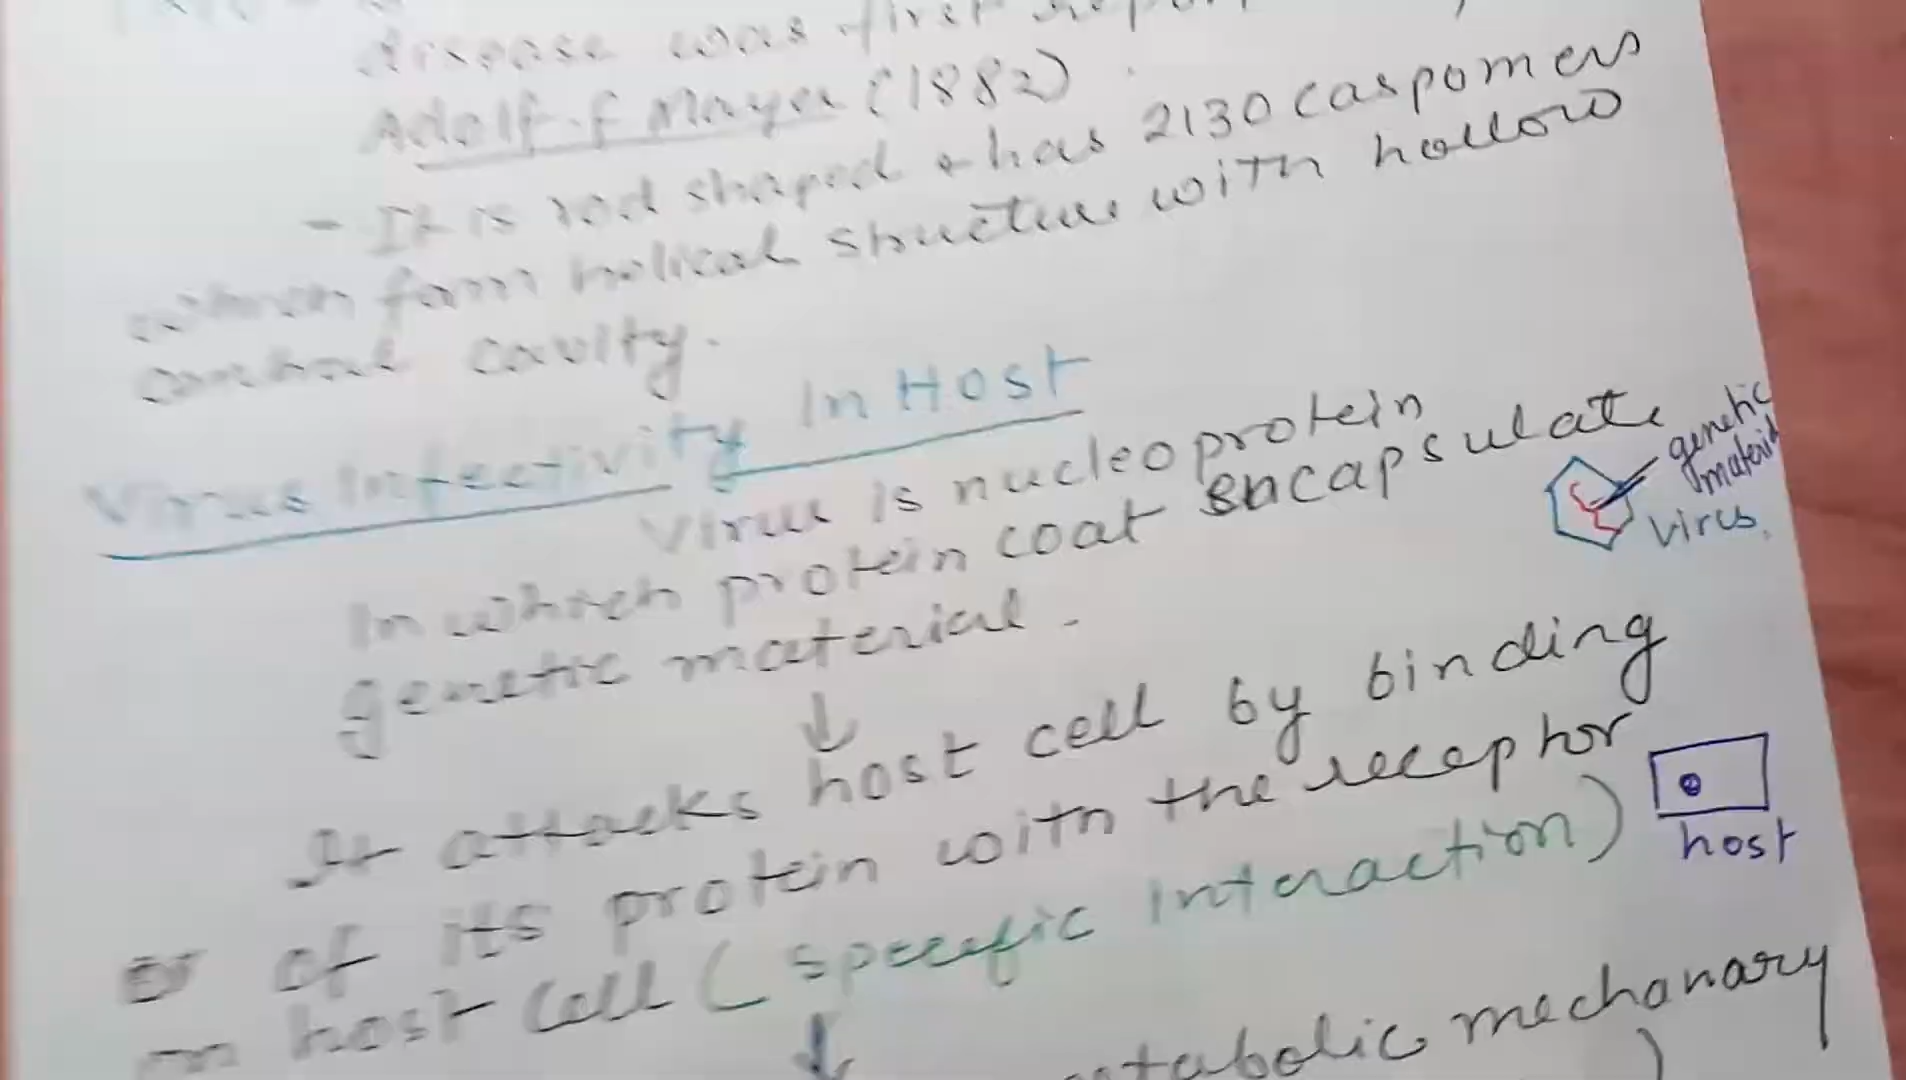 disease was first report
Adolf.f Mayer (1882)
- It is rod shaped + has 2130 caspomers
which form helical structure with hollow
central cavity.
Virus Infectivity In Host
Virus is nucleoprotein
In which protein coat encapsulate
genetic material.
genetic
material
virus.
↓
It attacks host cell by binding
of its protein with the receptor
on host cell (specific interaction)
host
↓
metabolic mechanary
)